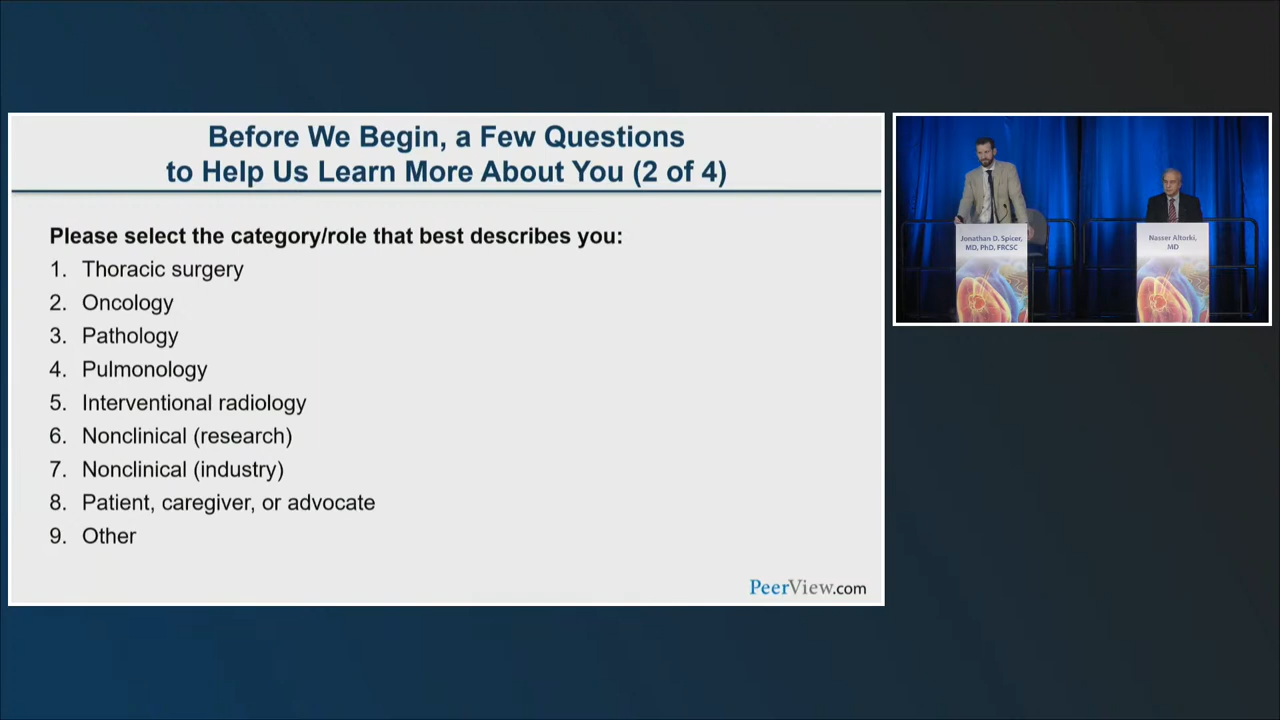 Before We Begin, a Few Questions
to Help Us Learn More About You (2 of 4)
Please select the category/role that best describes you:
1. Thoracic surgery
2. Oncology
3. Pathology
4. Pulmonology
5. Interventional radiology
6. Nonclinical (research)
7. Nonclinical (industry)
8. Patient, caregiver, or advocate
9. Other
PeerView.com
Jonathan D. Spicer,
MD, PhD, FRCSC
Nasser Altorki,
MD